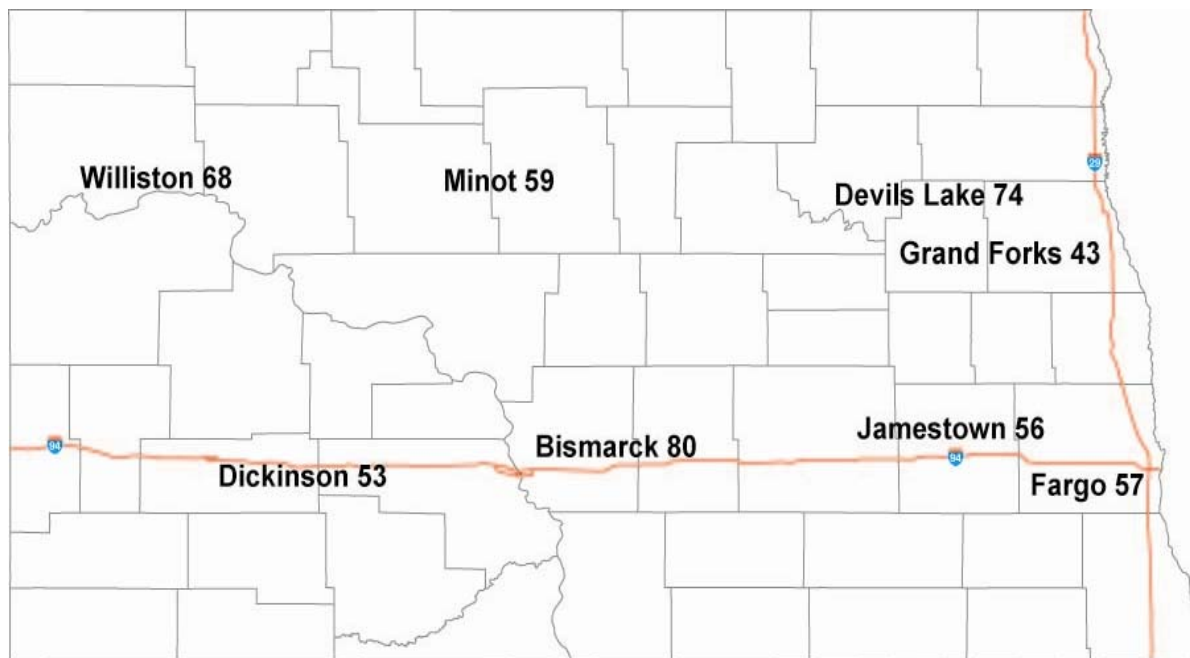 29
Williston 68
Minot 59
Devils Lake 74
Grand Forks 43
Jamestown 56
94
Bismarck 80
94
Dickinson 53
Fargo 57